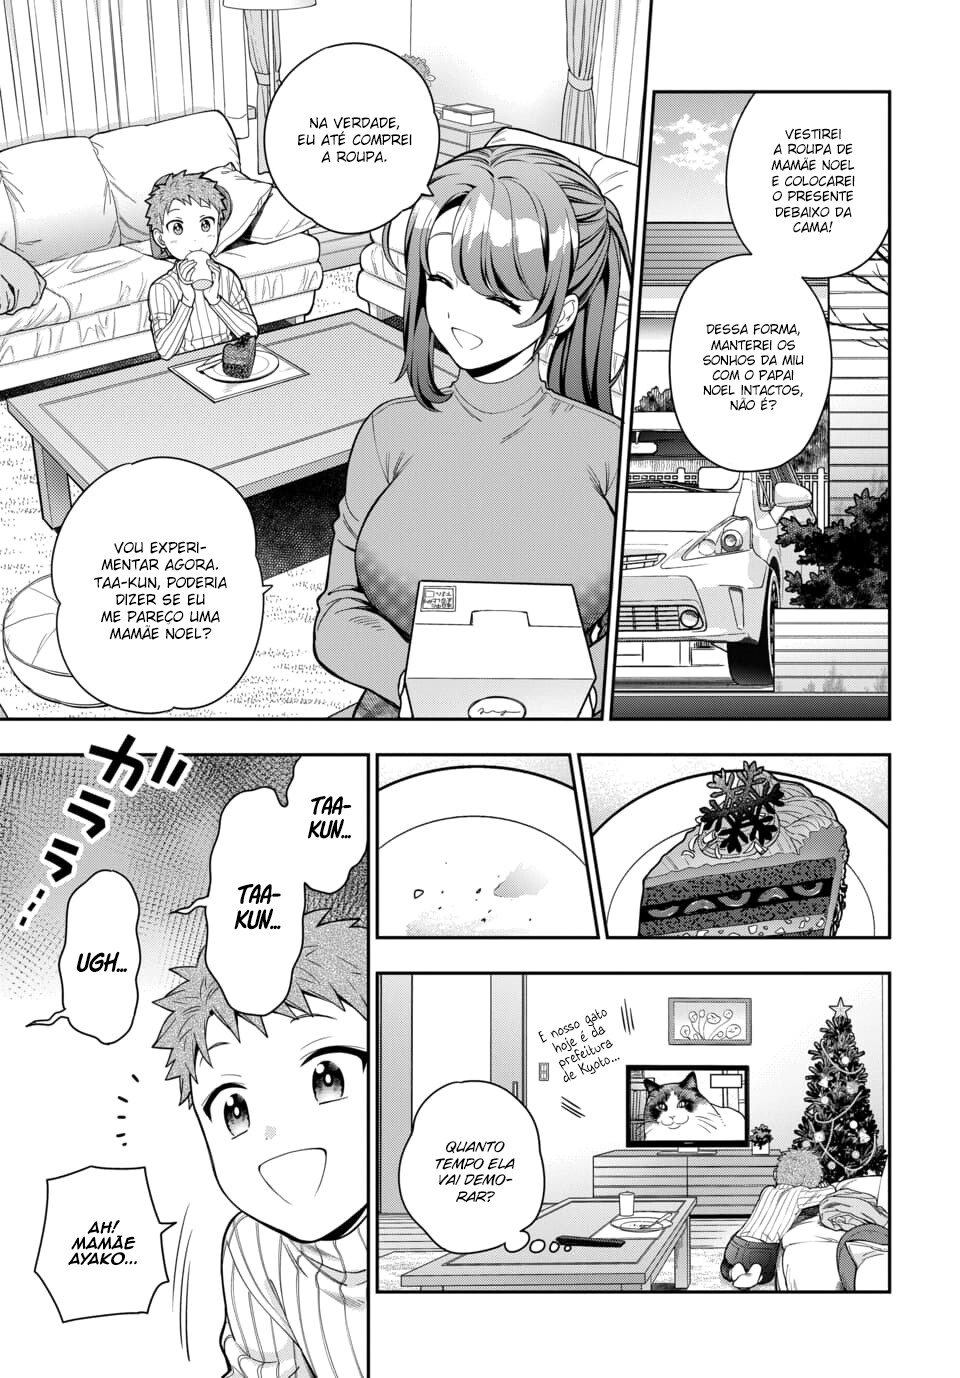 VESTIREI
A ROUPA DE
MAMÃE NOEL
E COLOCAREI
O PRESENTE
DEBAIXO DA
CAMA!
DESSA FORMA,
MANTEREI OS
SONHOS DA MIU
COM O PAPAI
NOEL INTACTOS,
NÃO É?
NA VERDADE,
EU ATÉ COMPREI
A ROUPA.
VOU EXPERI-
MENTAR AGORA.
TAA-KUN, PODERIA
DIZER SE EU
ME PAREÇO UMA
MAMÃE NOEL?
E nosso gato
hoje é da
prefeitura
de Kyoto...
QUANTO
TEMPO ELA
VAI DEMO-
RAR?
TAA-
KUN...
TAA-
KUN...
ガラララ...
UGH...
AH!
MAMÃE
AYAKO...